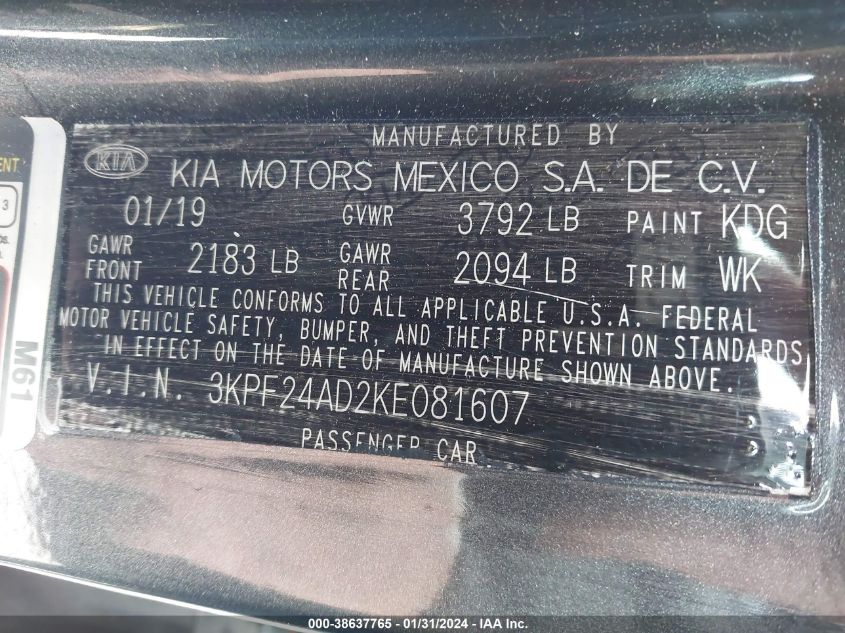 MANUFACTURED BY
KIA KIA MOTORS MEXICO S.A. DE C.V.
01/19 GVWR 3792 LB PAINT KDG
GAWR FRONT 2183 LB GAWR REAR 2094 LB TRIM WK
THIS VEHICLE CONFORMS TO ALL APPLICABLE U.S.A. FEDERAL
MOTOR VEHICLE SAFETY, BUMPER, AND THEFT PREVENTION STANDARDS
IN EFFECT ON THE DATE OF MANUFACTURE SHOWN ABOVE.
V.I.N. 3KPF24AD2KE081607
PASSENGER CAR
M61
3
000-38637765 - 01/31/2024 - IAA Inc.